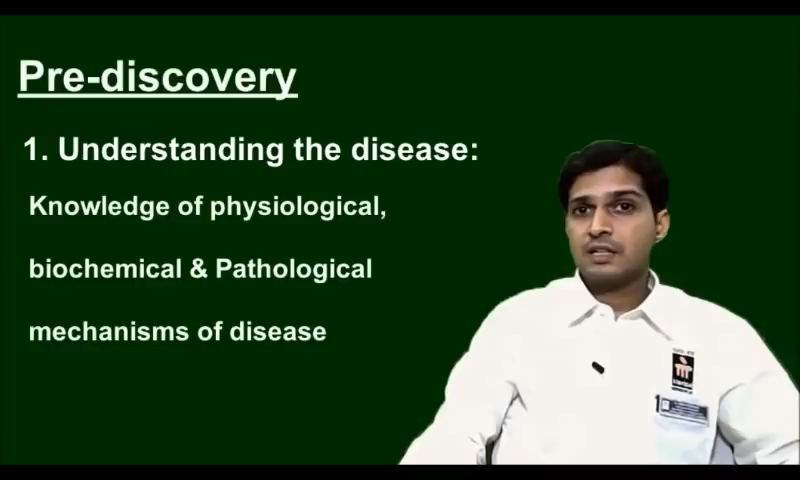 Pre-discovery
1. Understanding the disease:
Knowledge of physiological,
biochemical & Pathological
mechanisms of disease